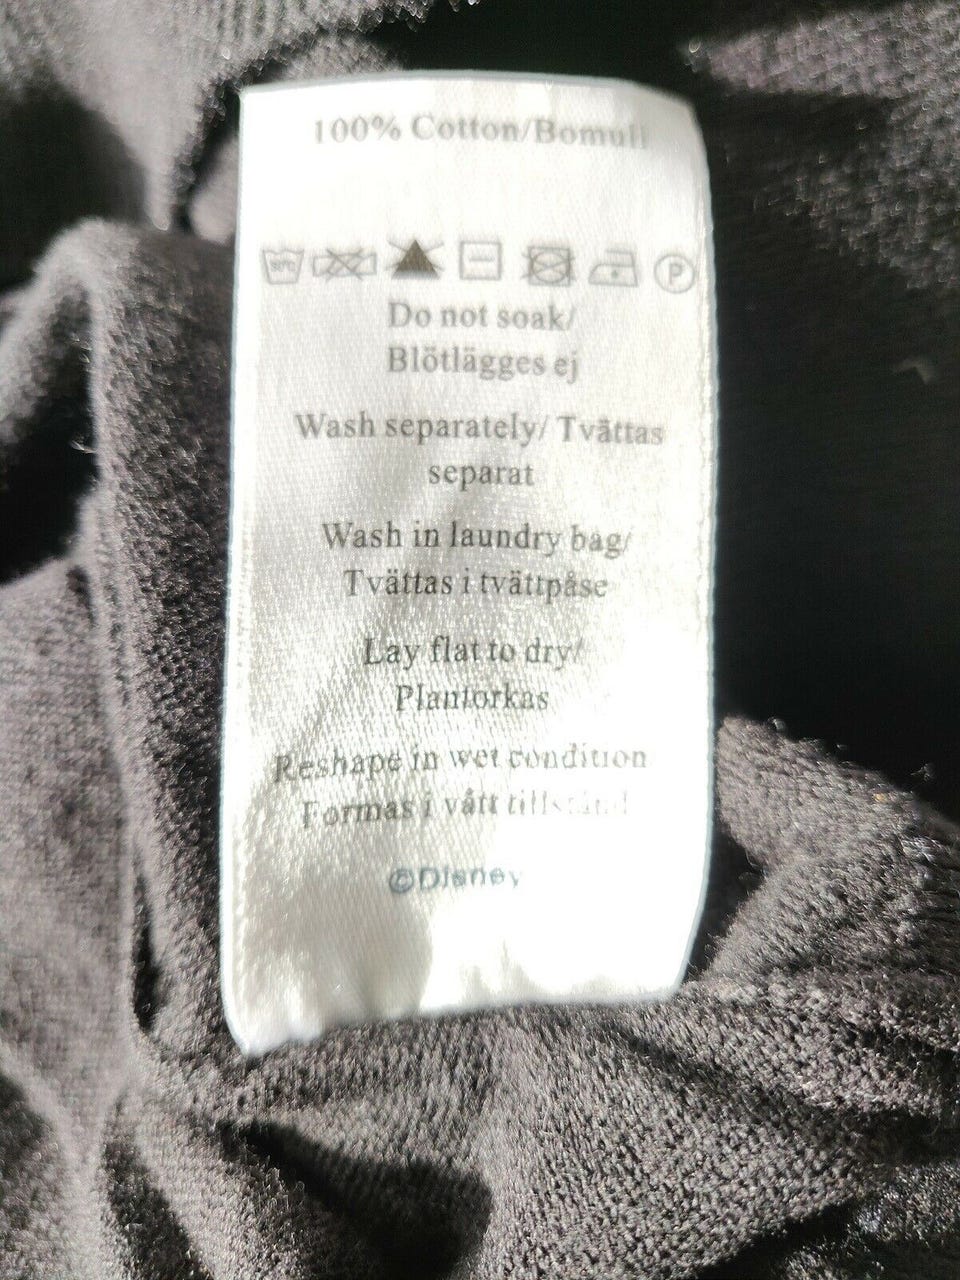 100% Cotton/Bomull
P
Do not soak/
Blötlägges ej
Wash separately/ Tvättas
separat
Wash in laundry bag/
Tvättas i tvättpåse
Lay flat to dry/
Plantorkas
Reshape in wet condition
Formas i vått tillstånd
©Disney